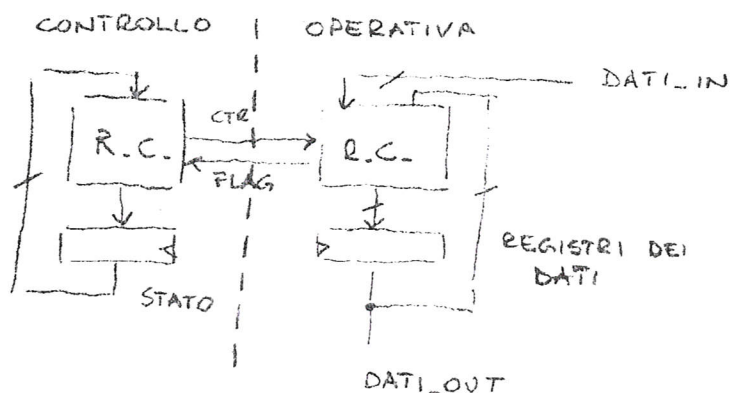 CONTROLLO
OPERATIVA
DATI_IN
R.C.
CTR
FLAG
R.C.
STATO
REGISTRI DEI
DATI
DATI_OUT